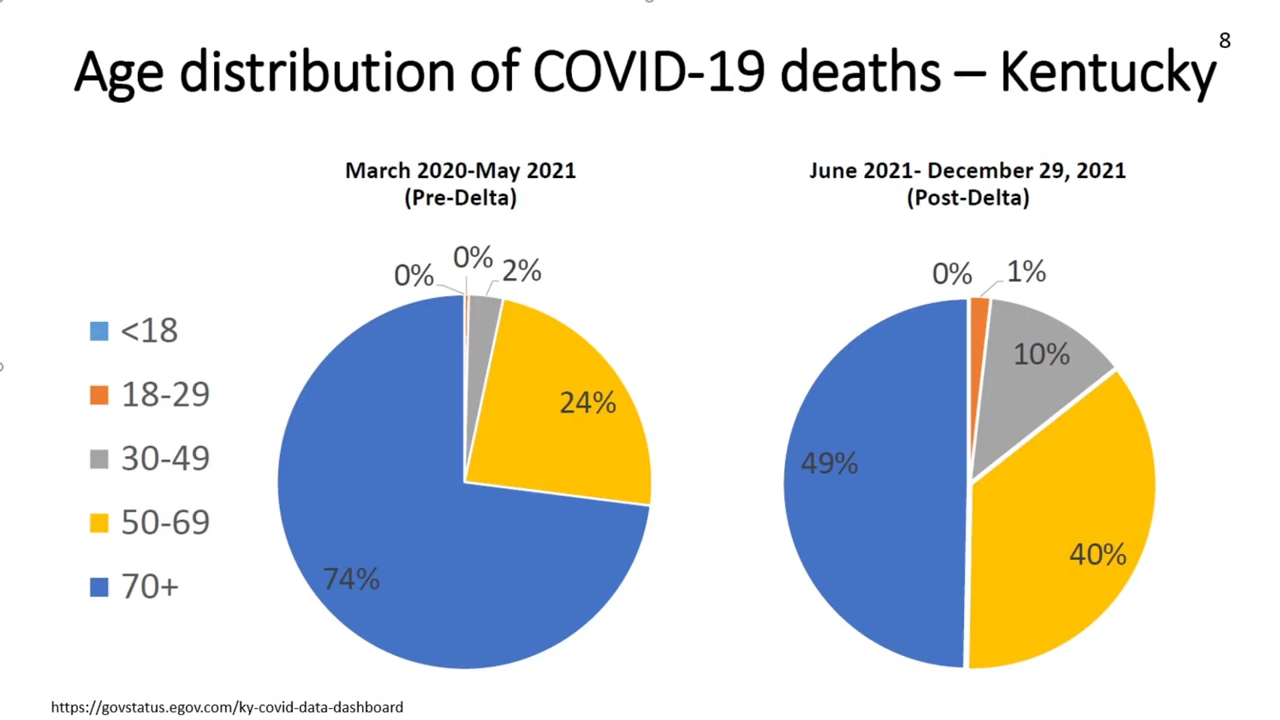 8
Age distribution of COVID-19 deaths – Kentucky
March 2020-May 2021
(Pre-Delta)
June 2021- December 29, 2021
(Post-Delta)
<18
18-29
30-49
50-69
70+
0%
0%
2%
24%
74%
0%
1%
10%
40%
49%
https://govstatus.egov.com/ky-covid-data-dashboard